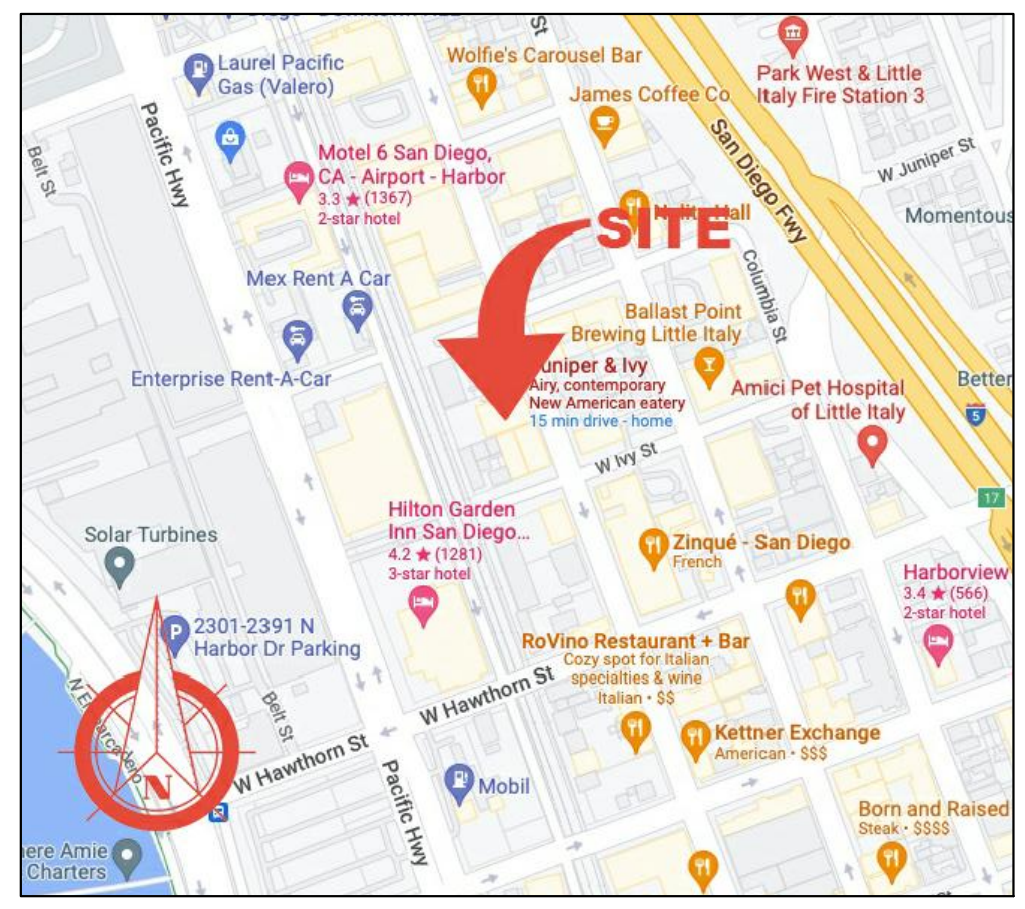 Laurel Pacific
Gas (Valero)
Wolfie's Carousel Bar
St
James Coffee Co
Park West & Little
Italy Fire Station 3
Belt St
Pacific Hwy
San Diego Fwy
W Juniper St
Motel 6 San Diego,
CA - Airport - Harbor
3.3 ★ (1367)
2-star hotel
Hall
SITE
Momentous
Mex Rent A Car
Columbia St
Ballast Point
Brewing Little Italy
Enterprise Rent-A-Car
uniper & Ivy
Airy, contemporary
New American eatery
15 min drive - home
Amici Pet Hospital
of Little Italy
Better
5
W Ivy St
17
Hilton Garden
Inn San Diego...
4.2 ★ (1281)
3-star hotel
Solar Turbines
Zinqué - San Diego
French
Harborview
3.4 ★ (566)
2-star hotel
P
2301-2391 N
Harbor Dr Parking
RoVino Restaurant + Bar
Cozy spot for Italian
specialties & wine
Italian • $$
N
Belt St
W Hawthorn St
W Hawthorn St
Pacific Hwy
N
Kettner Exchange
American • $$$
Mobil
Born and Raised
Steak • $$$$
ere Amie
Charters